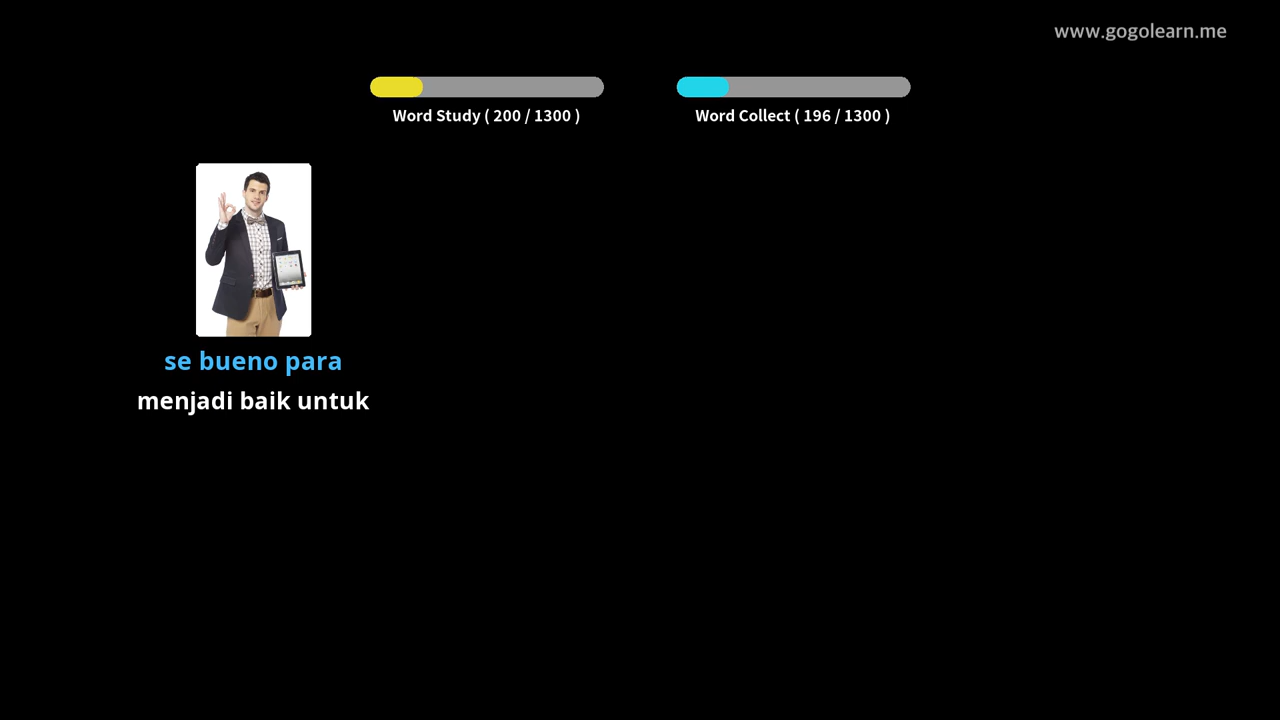 www.gogolearn.me
Word Study ( 200 / 1300 )
Word Collect ( 196 / 1300 )
se bueno para
menjadi baik untuk